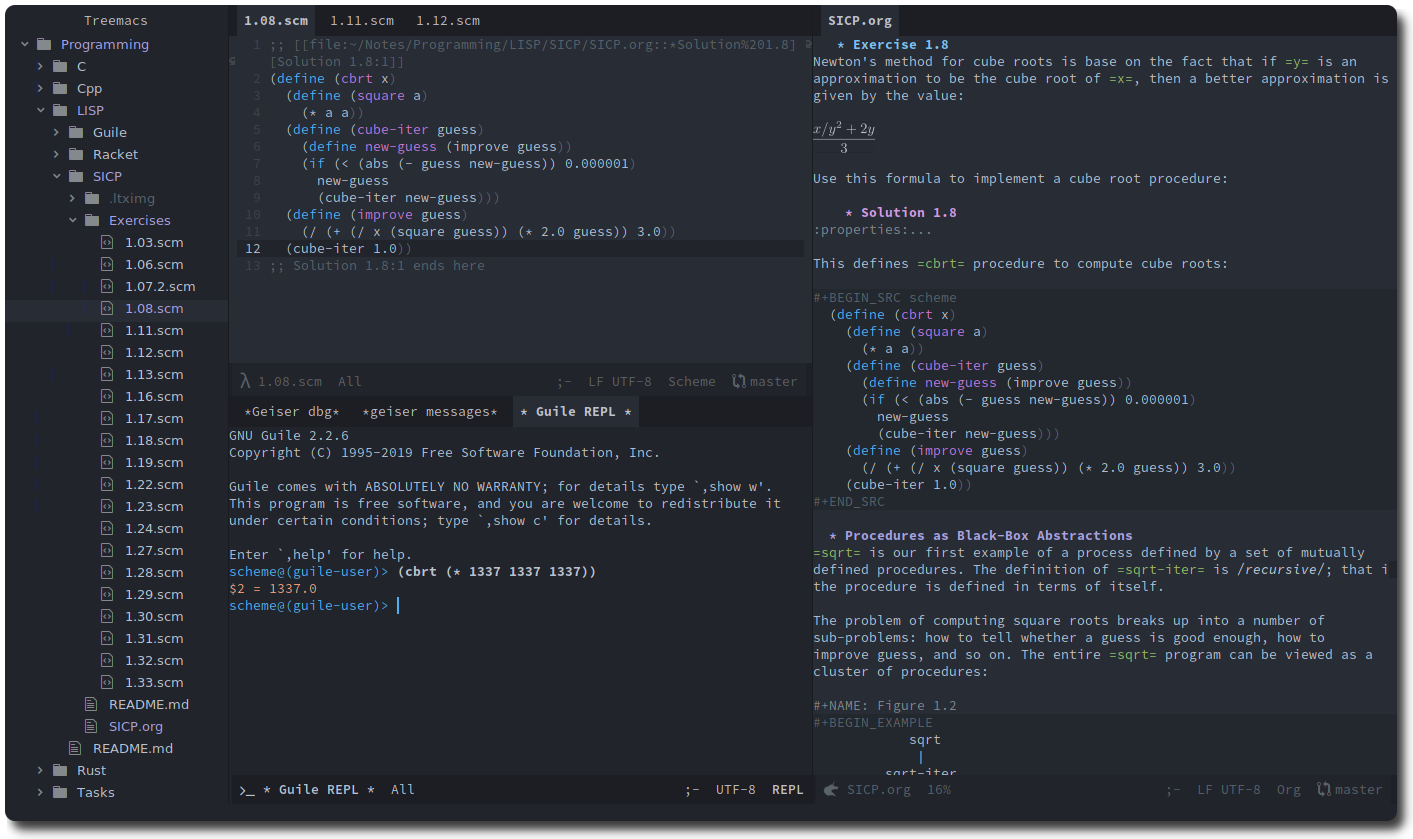 Treemacs
Programming
C
Cpp
LISP
Guile
Racket
SICP
.ltximg
Exercises
1.03.scm
1.06.scm
1.07.2.scm
1.08.scm
1.11.scm
1.12.scm
1.13.scm
1.16.scm
1.17.scm
1.18.scm
1.19.scm
1.22.scm
1.23.scm
1.24.scm
1.27.scm
1.28.scm
1.29.scm
1.30.scm
1.31.scm
1.32.scm
1.33.scm
README.md
SICP.org
README.md
Rust
Tasks
1.08.scm 1.11.scm 1.12.scm
1 ;; [[file:~/Notes/Programming/LISP/SICP/SICP.org::*Solution%201.8]
[Solution 1.8:1]]
2 (define (cbrt x)
3 (define (square a)
4 (* a a))
5 (define (cube-iter guess)
6 (define new-guess (improve guess))
7 (if (< (abs (- guess new-guess)) 0.000001)
8 new-guess
9 (cube-iter new-guess)))
10 (define (improve guess)
11 (/ (+ (/ x (square guess)) (* 2.0 guess)) 3.0))
12 (cube-iter 1.0))
13 ;; Solution 1.8:1 ends here
λ 1.08.scm All ;- LF UTF-8 Scheme master
*Geiser dbg* *geiser messages* * Guile REPL *
GNU Guile 2.2.6
Copyright (C) 1995-2019 Free Software Foundation, Inc.
Guile comes with ABSOLUTELY NO WARRANTY; for details type `,show w'.
This program is free software, and you are welcome to redistribute it
under certain conditions; type `,show c' for details.
Enter `,help' for help.
scheme@(guile-user)> (cbrt (* 1337 1337 1337))
$2 = 1337.0
scheme@(guile-user)>
>_ * Guile REPL * All ;- UTF-8 REPL
SICP.org
* Exercise 1.8
Newton's method for cube roots is base on the fact that if =y= is an
approximation to be the cube root of =x=, then a better approximation is
given by the value:
x/y² + 2y
3
Use this formula to implement a cube root procedure:
* Solution 1.8
:properties:...
This defines =cbrt= procedure to compute cube roots:
#+BEGIN_SRC scheme
(define (cbrt x)
(define (square a)
(* a a))
(define (cube-iter guess)
(define new-guess (improve guess))
(if (< (abs (- guess new-guess)) 0.000001)
new-guess
(cube-iter new-guess)))
(define (improve guess)
(/ (+ (/ x (square guess)) (* 2.0 guess)) 3.0))
(cube-iter 1.0))
#+END_SRC
* Procedures as Black-Box Abstractions
=sqrt= is our first example of a process defined by a set of mutually
defined procedures. The definition of =sqrt-iter= is /recursive/; that i
the procedure is defined in terms of itself.
The problem of computing square roots breaks up into a number of
sub-problems: how to tell whether a guess is good enough, how to
improve guess, and so on. The entire =sqrt= program can be viewed as a
cluster of procedures:
#+NAME: Figure 1.2
#+BEGIN_EXAMPLE
sqrt
|
sqrt-iter
SICP.org 16% ;- LF UTF-8 Org master